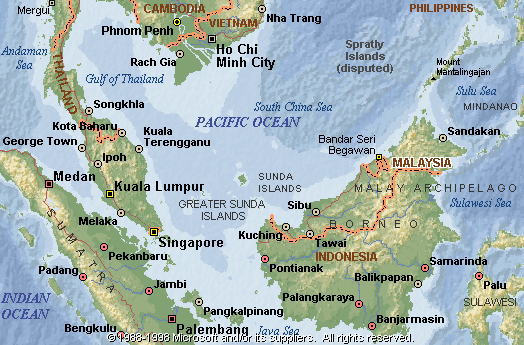 CAMBODIA
PHILIPPINES
Mergui
Nha Trang
VIETNAM
Phnom Penh
Andaman
Sea
Ho Chi
Minh City
Spratly
Islands
(disputed)
Rach Gia
Mount
Mantalingajan
Gulf of Thailand
THAILAND
Sulu Sea
Songkhla
South China Sea
MINDANAO
PACIFIC OCEAN
Kota Baharu
Kuala
Terengganu
Sandakan
George Town
Bandar Seri
Begawan
Ipoh
MALAYSIA
Medan
SUNDA
ISLANDS
Kuala Lumpur
MALAY ARCHIPELAGO
GREATER SUNDA
ISLANDS
Sibu
Sulawesi Sea
Melaka
BORNEO
SUMATRA
Kuching
Tawai
Singapore
Pekanbaru
INDONESIA
Padang
Pontianak
Samarinda
Jambi
Balikpapan
Palu
INDIAN
OCEAN
Pangkalpinang
Palangkaraya
SULAWESI
Bengkulu
Palembang
Java Sea
Banjarmasin
©1988-1998 Microsoft and/or its suppliers. All rights reserved.